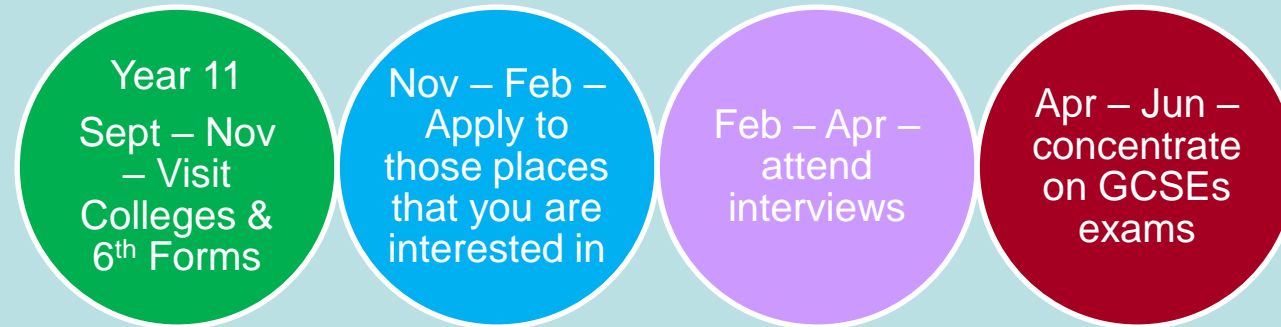 Year 11
Sept – Nov
– Visit
Colleges &
6th Forms
Nov – Feb –
Apply to
those places
that you are
interested in
Feb – Apr –
attend
interviews
Apr – Jun –
concentrate
on GCSEs
exams